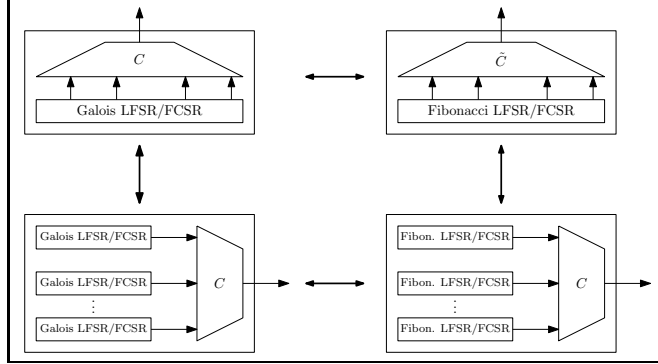 C
Galois LFSR/FCSR
C̃
Fibonacci LFSR/FCSR
Galois LFSR/FCSR
Galois LFSR/FCSR
⋮
Galois LFSR/FCSR
C
Fibon. LFSR/FCSR
Fibon. LFSR/FCSR
⋮
Fibon. LFSR/FCSR
C